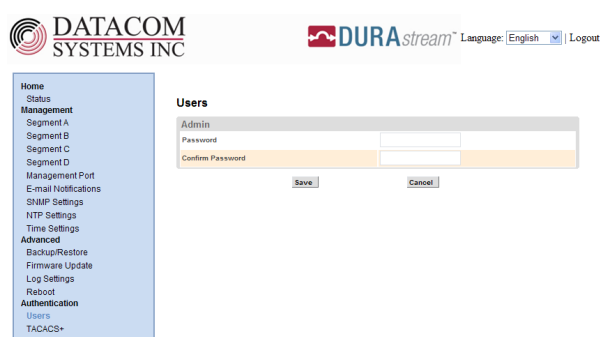 DATACOM
SYSTEMS INC
DURAstream™ Language: English | Logout
Home
Status
Management
Segment A
Segment B
Segment C
Segment D
Management Port
E-mail Notifications
SNMP Settings
NTP Settings
Time Settings
Advanced
Backup/Restore
Firmware Update
Log Settings
Reboot
Authentication
Users
TACACS+
Users
Admin
Password
Confirm Password
Save Cancel